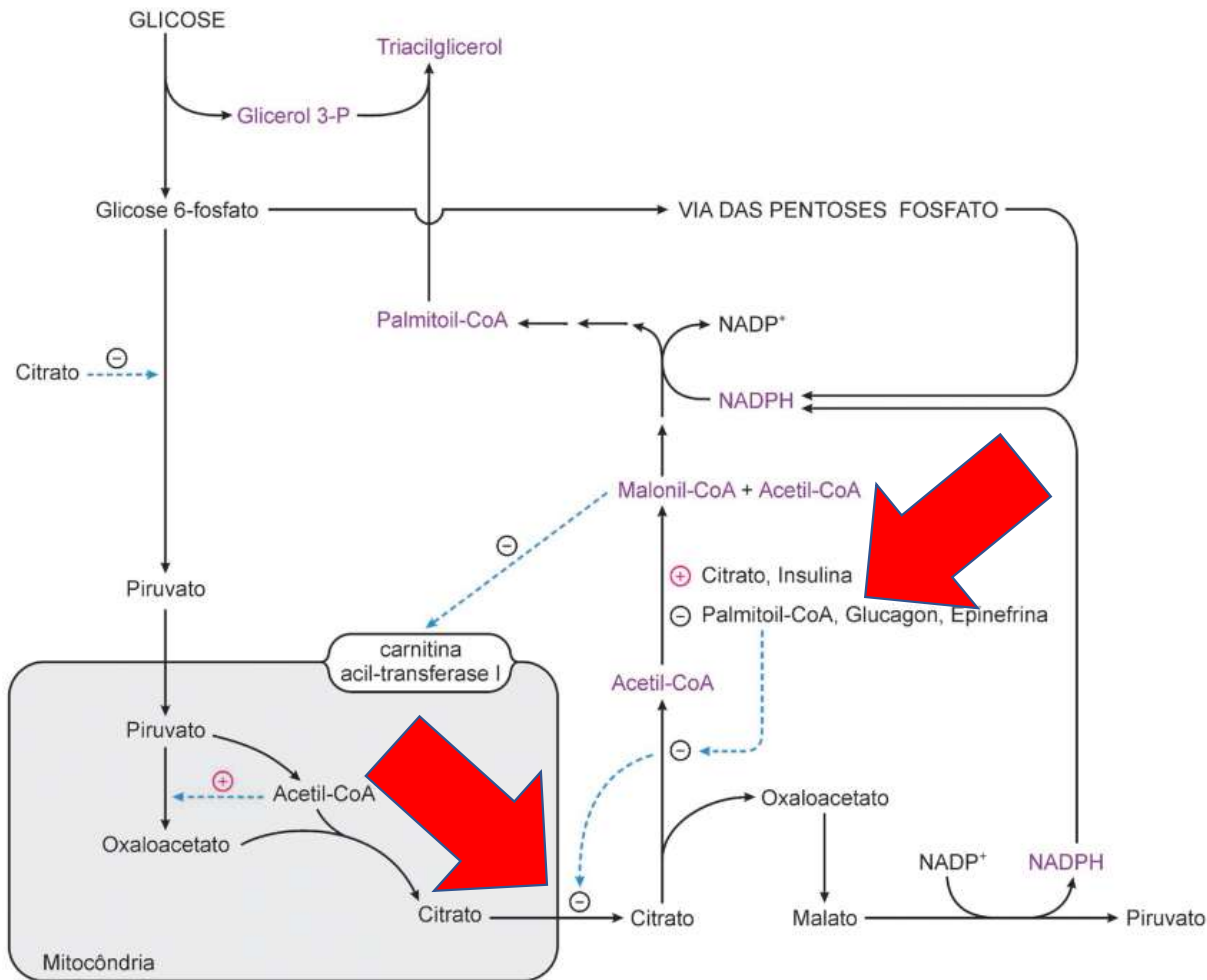 GLICOSE
Triacilglicerol
Glicerol 3-P
Glicose 6-fosfato
VIA DAS PENTOSES FOSFATO
Palmitoil-CoA
NADP⁺
Citrato
−
NADPH
Malonil-CoA + Acetil-CoA
−
+ Citrato, Insulina
− Palmitoil-CoA, Glucagon, Epinefrina
Piruvato
carnitina
acil-transferase I
Acetil-CoA
Piruvato
−
+
Acetil-CoA
Oxaloacetato
Oxaloacetato
NADP⁺
NADPH
−
Citrato
Citrato
Malato
Piruvato
Mitocôndria